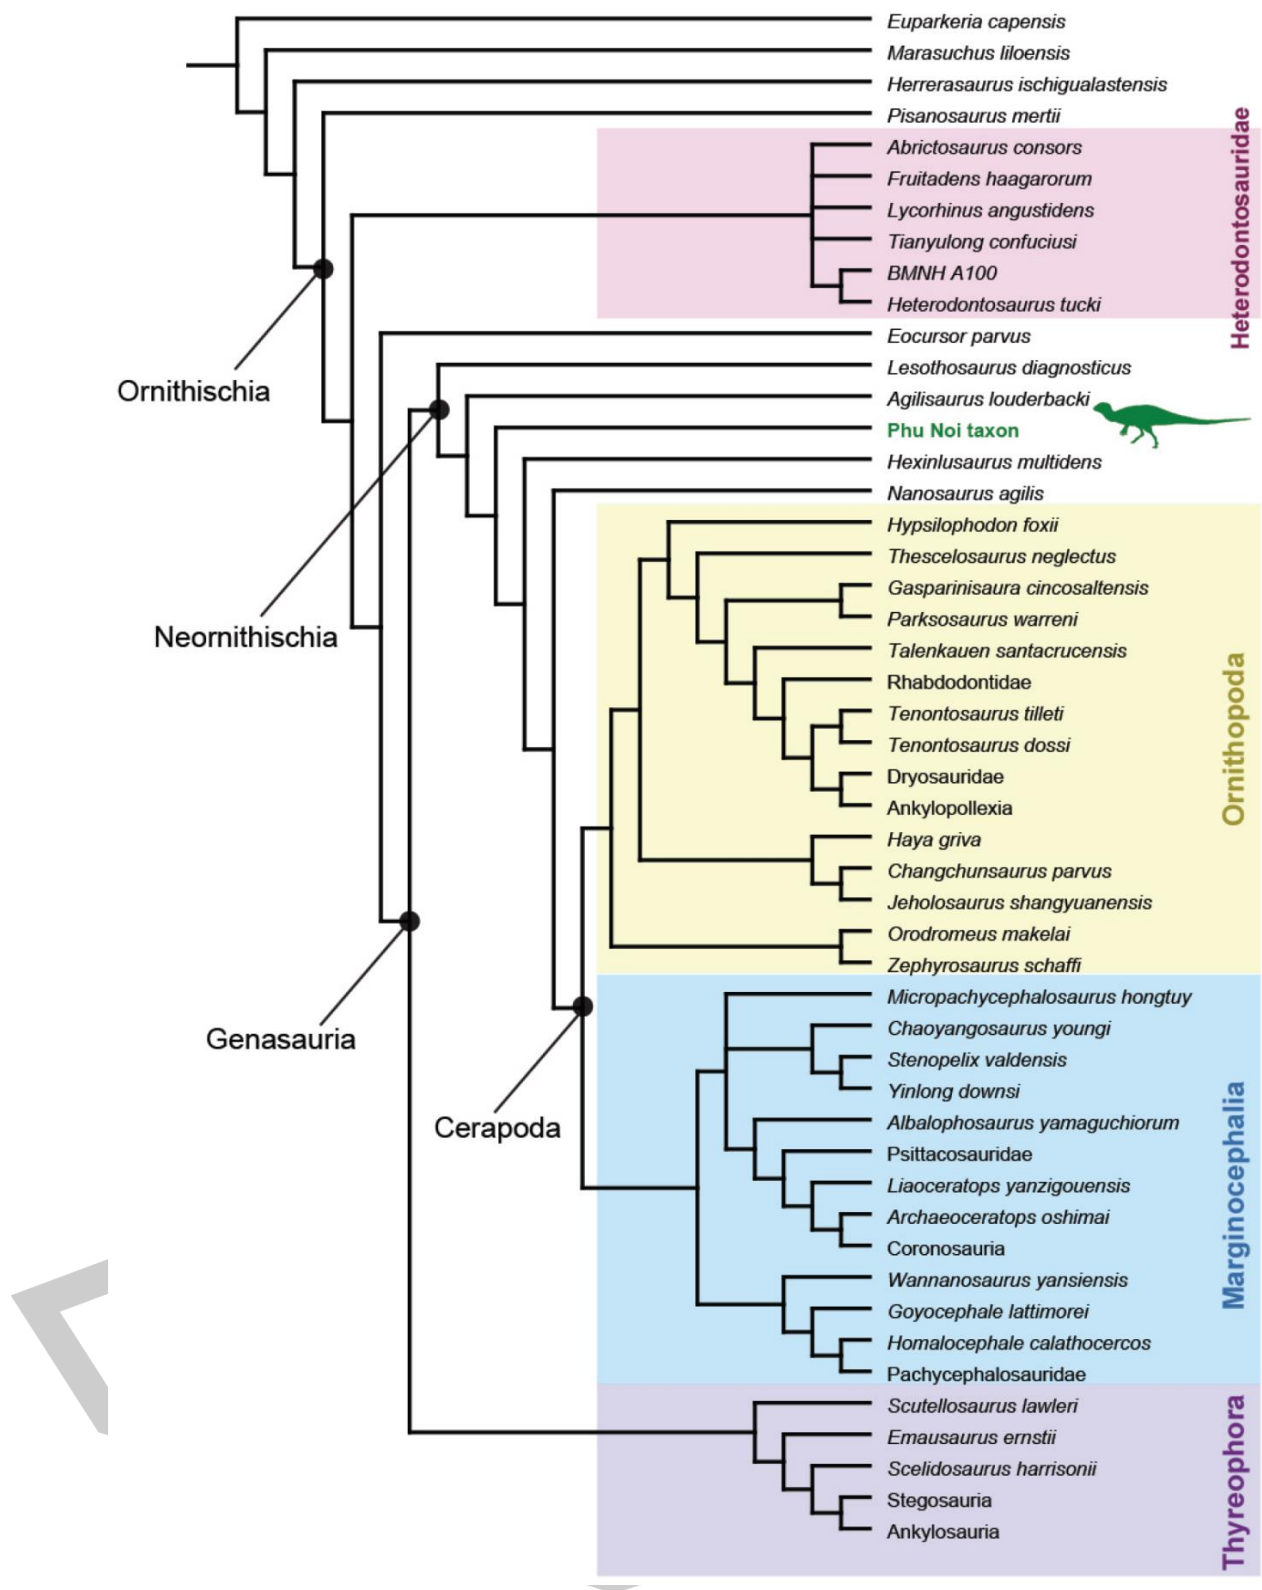 Euparkeria capensis
Marasuchus liloensis
Herrerasaurus ischigualastensis
Pisanosaurus mertii
Abrictosaurus consors
Fruitadens haagarorum
Lycorhinus angustidens
Tianyulong confuciusi
BMNH A100
Heterodontosaurus tucki
Heterodontosauridae
Eocursor parvus
Lesothosaurus diagnosticus
Ornithischia
Agilisaurus louderbacki
Phu Noi taxon
Hexinlusaurus multidens
Nanosaurus agilis
Hypsilophodon foxii
Thescelosaurus neglectus
Gasparinisaura cincosaltensis
Parksosaurus warreni
Neornithischia
Talenkauen santacrucensis
Rhabdodontidae
Tenontosaurus tilleti
Tenontosaurus dossi
Ornithopoda
Dryosauridae
Ankylopollexia
Haya griva
Changchunsaurus parvus
Jeholosaurus shangyuanensis
Orodromeus makelai
Zephyrosaurus schaffi
Micropachycephalosaurus hongtuy
Chaoyangosaurus youngi
Genasauria
Stenopelix valdensis
Yinlong downsi
Albalophosaurus yamaguchiorum
Cerapoda
Psittacosauridae
Liaoceratops yanzigouensis
Marginocephalia
Archaeoceratops oshimai
Coronosauria
Wannanosaurus yansiensis
Goyocephale lattimorei
Homalocephale calathocercos
Pachycephalosauridae
Scutellosaurus lawleri
Emausaurus ernstii
Scelidosaurus harrisonii
Thyreophora
Stegosauria
Ankylosauria